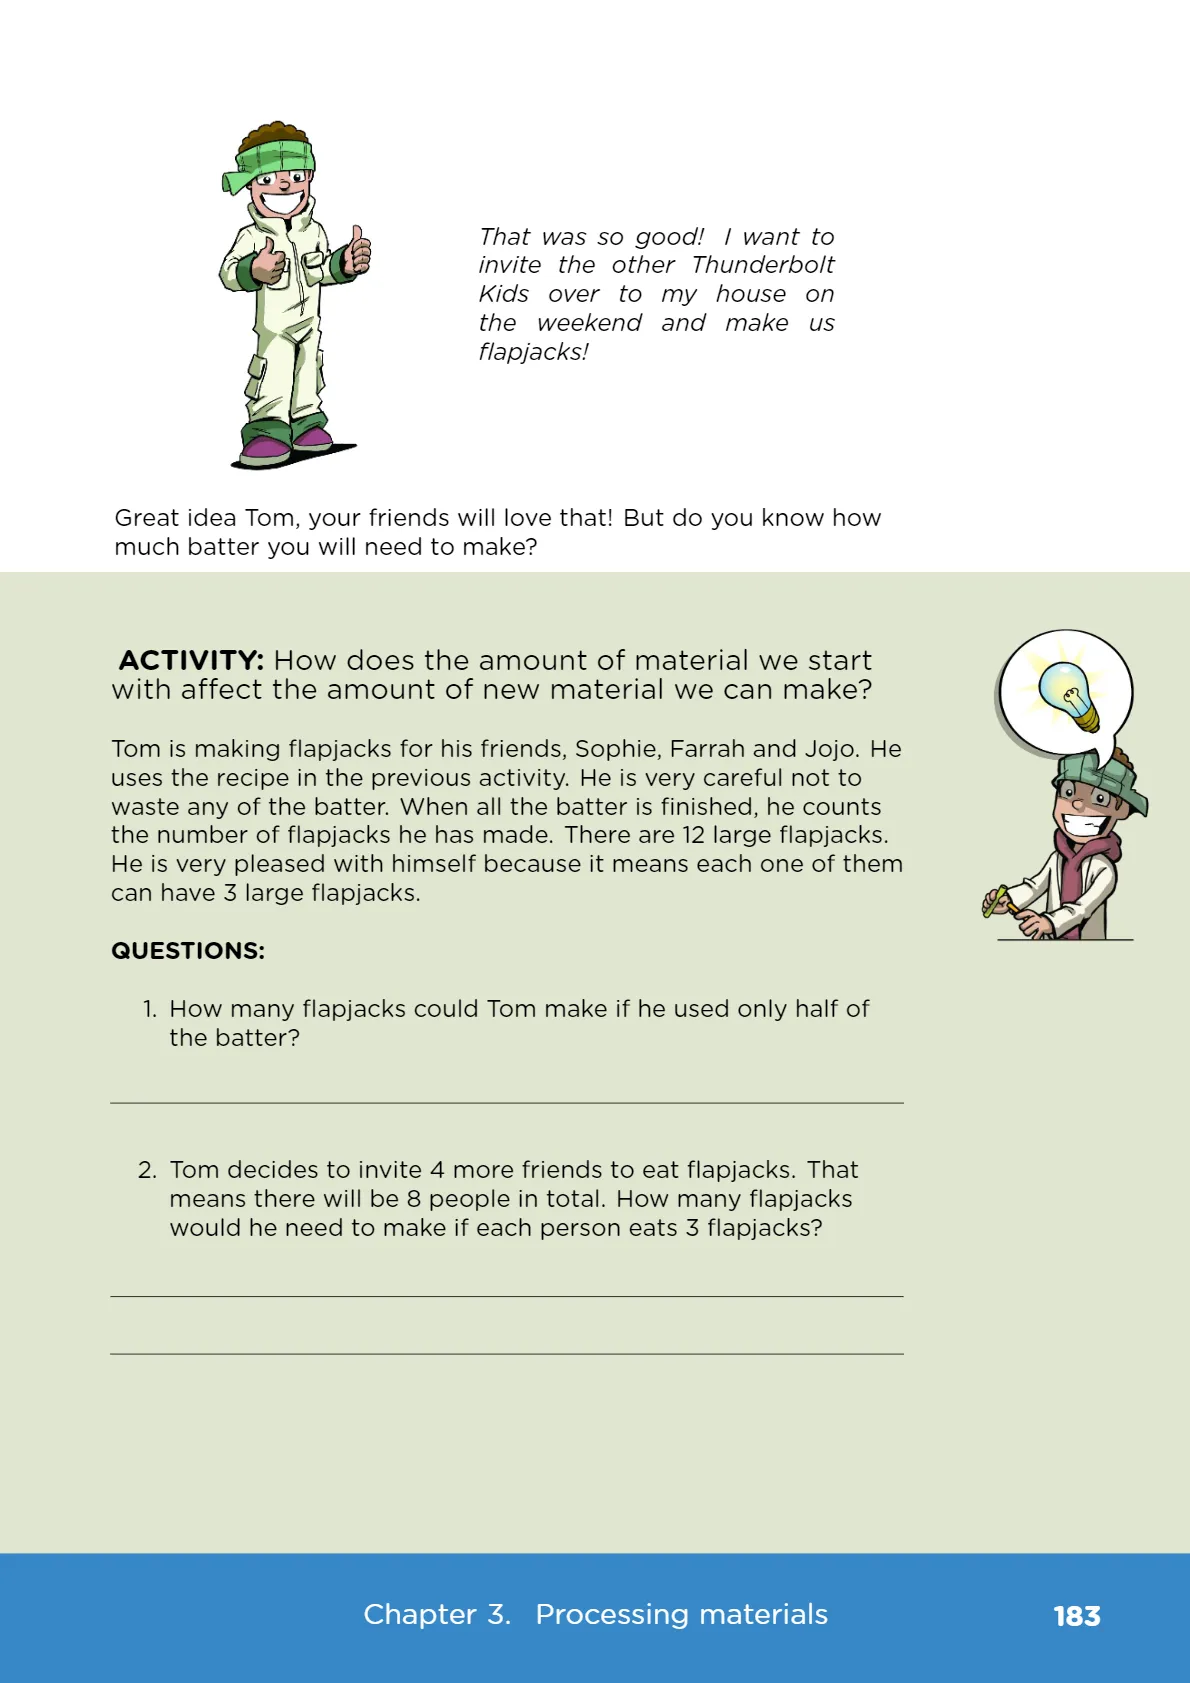 That was so good! I want to
invite the other Thunderbolt
Kids over to my house on
the weekend and make us
flapjacks!
Great idea Tom, your friends will love that! But do you know how
much batter you will need to make?
ACTIVITY: How does the amount of material we start
with affect the amount of new material we can make?
Tom is making flapjacks for his friends, Sophie, Farrah and Jojo. He
uses the recipe in the previous activity. He is very careful not to
waste any of the batter. When all the batter is finished, he counts
the number of flapjacks he has made. There are 12 large flapjacks.
He is very pleased with himself because it means each one of them
can have 3 large flapjacks.
QUESTIONS:
1. How many flapjacks could Tom make if he used only half of
the batter?
2. Tom decides to invite 4 more friends to eat flapjacks. That
means there will be 8 people in total. How many flapjacks
would he need to make if each person eats 3 flapjacks?
Chapter 3. Processing materials
183